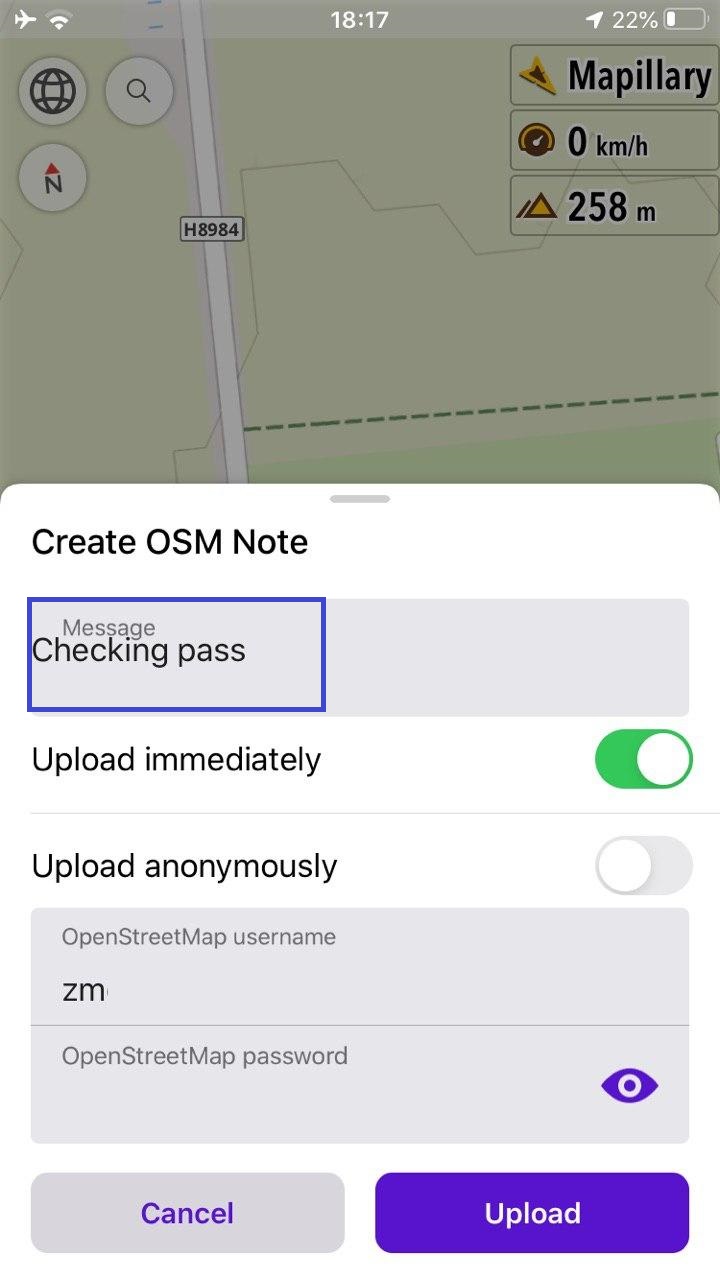 18:17
22%
Mapillary
0 km/h
258 m
N
H8984
Create OSM Note
Message
Checking pass
Upload immediately
Upload anonymously
OpenStreetMap username
zm
OpenStreetMap password
Cancel
Upload